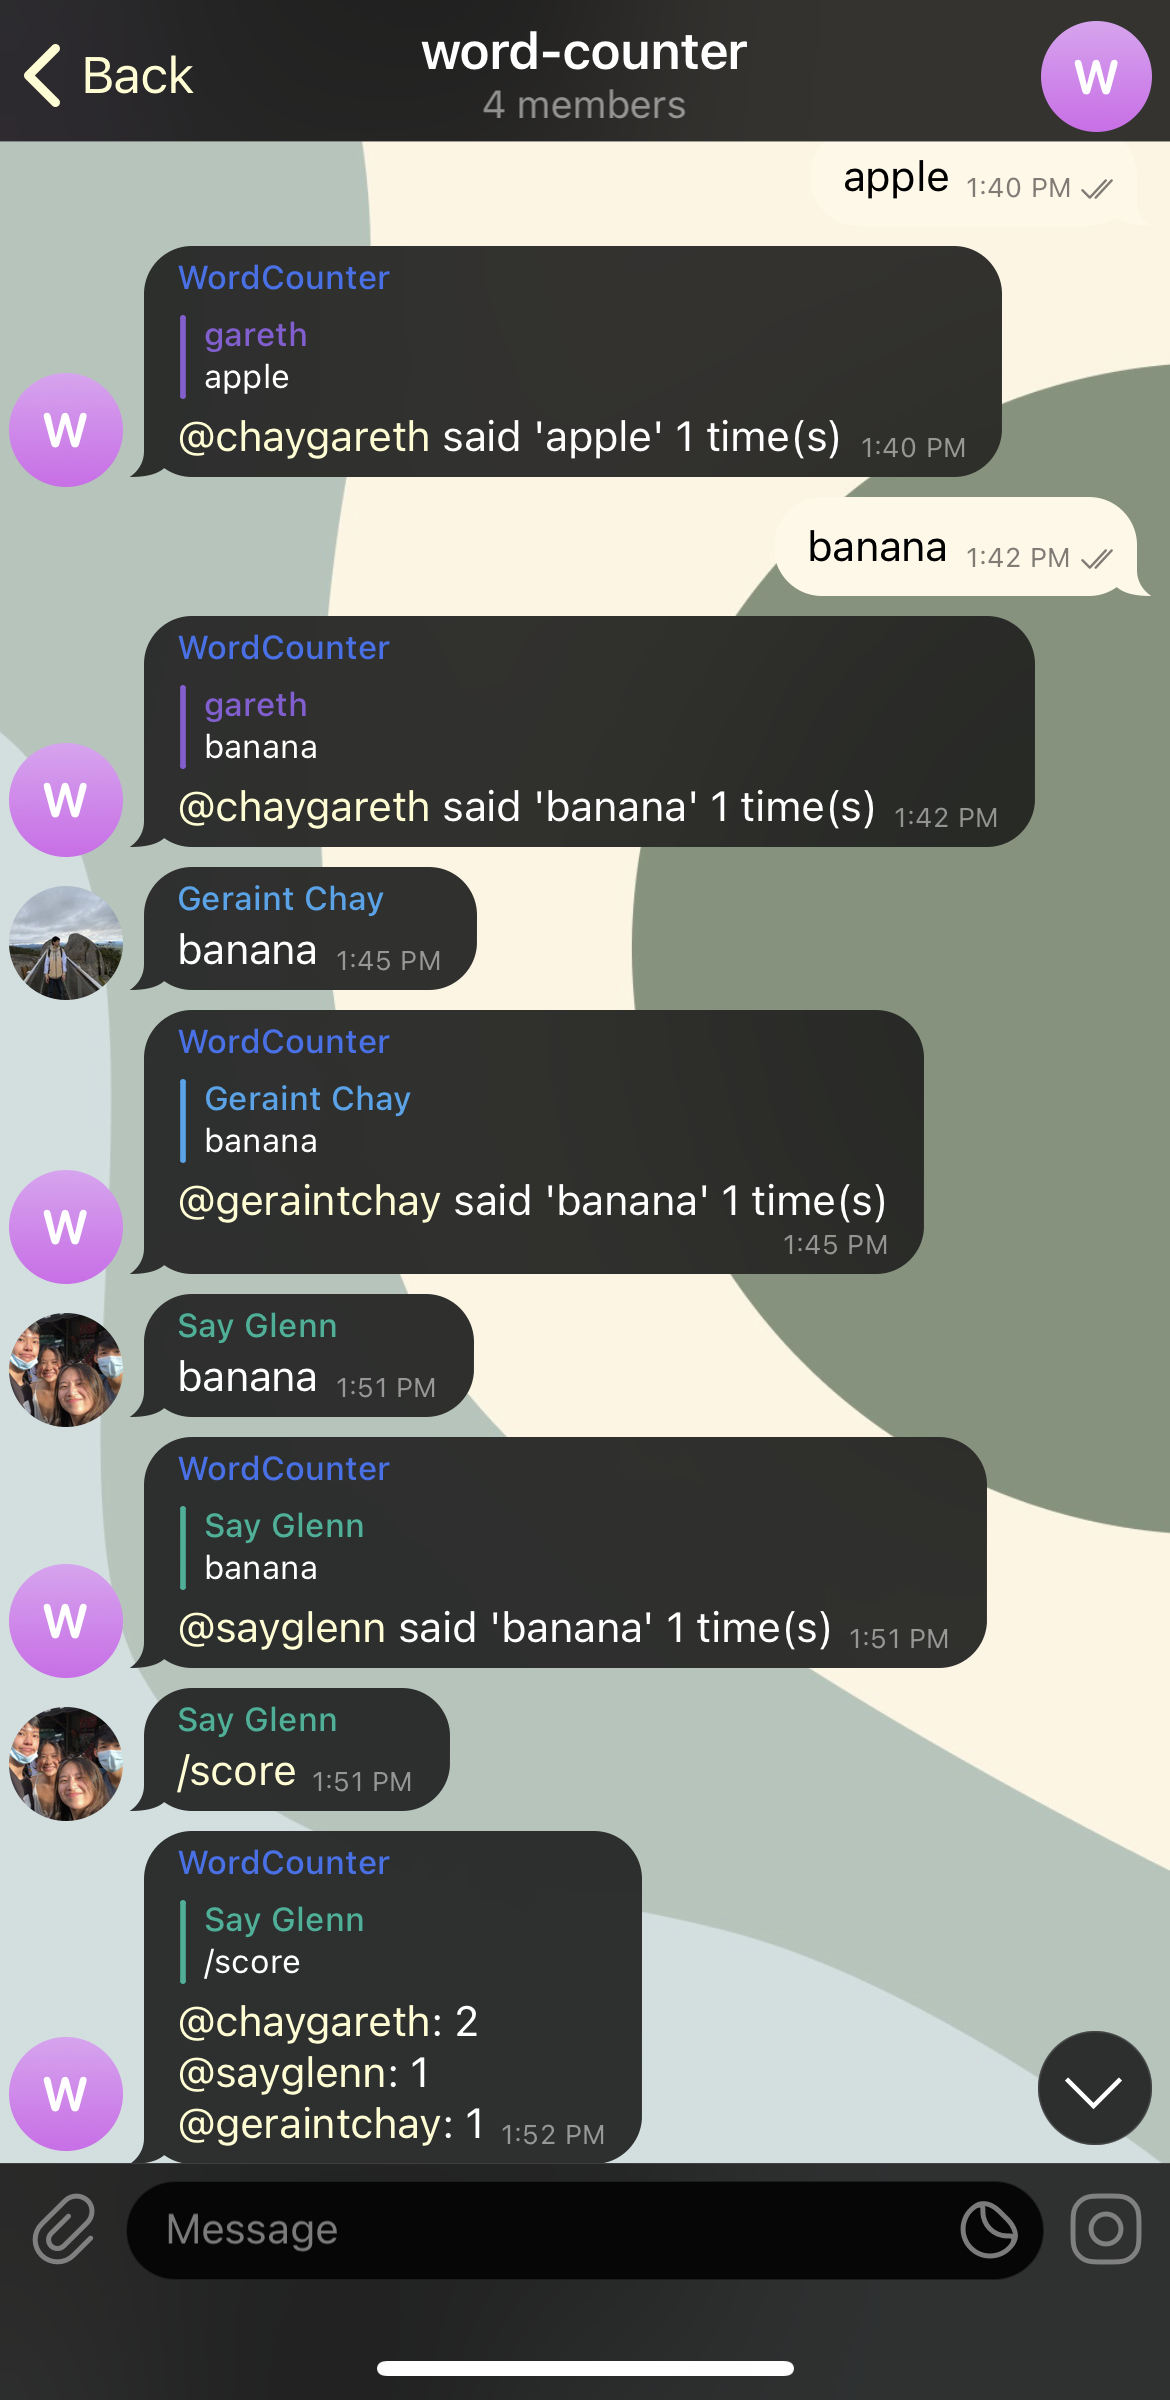 Back
word-counter
4 members
W
apple 1:40 PM
WordCounter
gareth
apple
@chaygareth said 'apple' 1 time(s) 1:40 PM
W
banana 1:42 PM
WordCounter
gareth
banana
@chaygareth said 'banana' 1 time(s) 1:42 PM
W
Geraint Chay
banana 1:45 PM
WordCounter
Geraint Chay
banana
@geraintchay said 'banana' 1 time(s)
1:45 PM
W
Say Glenn
banana 1:51 PM
WordCounter
Say Glenn
banana
@sayglenn said 'banana' 1 time(s) 1:51 PM
W
Say Glenn
/score 1:51 PM
WordCounter
Say Glenn
/score
@chaygareth: 2
@sayglenn: 1
@geraintchay: 1 1:52 PM
W
Message